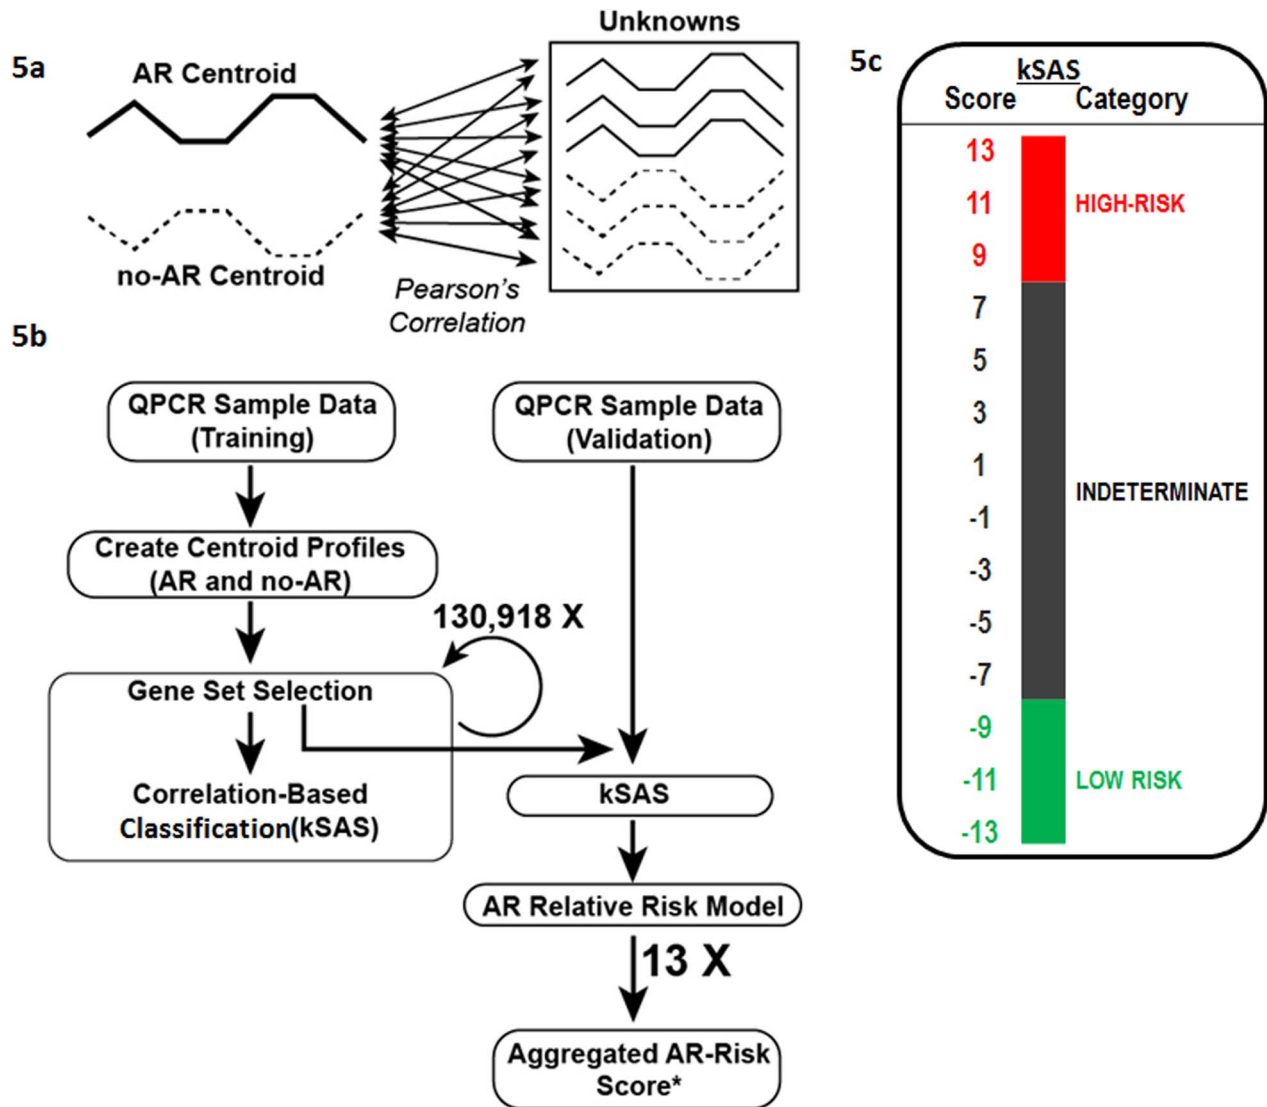 5a
AR Centroid
no-AR Centroid
Pearson's
Correlation
Unknowns
5b
QPCR Sample Data
(Training)
Create Centroid Profiles
(AR and no-AR)
130,918 X
Gene Set Selection
Correlation-Based
Classification(kSAS)
QPCR Sample Data
(Validation)
kSAS
AR Relative Risk Model
13 X
Aggregated AR-Risk
Score*
5c
kSAS
Score Category
13
11 HIGH-RISK
9
7
5
3
1
INDETERMINATE
-1
-3
-5
-7
-9
-11 LOW RISK
-13